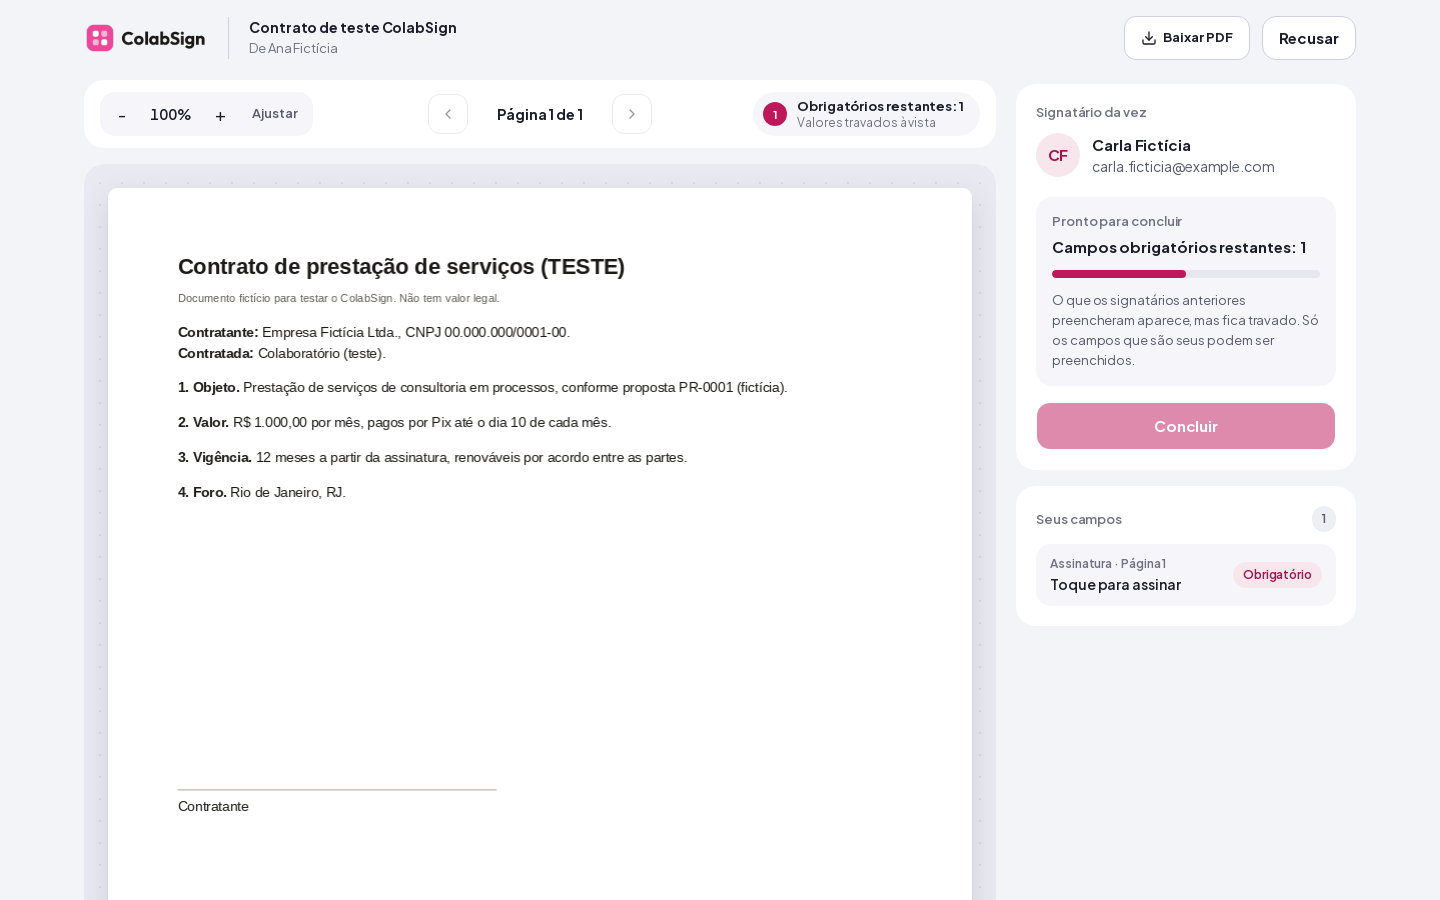 ColabSign
Contrato de teste ColabSign
De Ana Fictícia
Baixar PDF
Recusar
- 100% + Ajustar
Página 1 de 1
1
Obrigatórios restantes: 1
Valores travados à vista
Contrato de prestação de serviços (TESTE)
Documento fictício para testar o ColabSign. Não tem valor legal.
Contratante: Empresa Fictícia Ltda., CNPJ 00.000.000/0001-00.
Contratada: Colaboratório (teste).
1. Objeto. Prestação de serviços de consultoria em processos, conforme proposta PR-0001 (fictícia).
2. Valor. R$ 1.000,00 por mês, pagos por Pix até o dia 10 de cada mês.
3. Vigência. 12 meses a partir da assinatura, renováveis por acordo entre as partes.
4. Foro. Rio de Janeiro, RJ.
Contratante
Signatário da vez
CF
Carla Fictícia
carla.ficticia@example.com
Pronto para concluir
Campos obrigatórios restantes: 1
O que os signatários anteriores
preencheram aparece, mas fica travado. Só
os campos que são seus podem ser
preenchidos.
Concluir
Seus campos
1
Assinatura · Página 1
Toque para assinar
Obrigatório